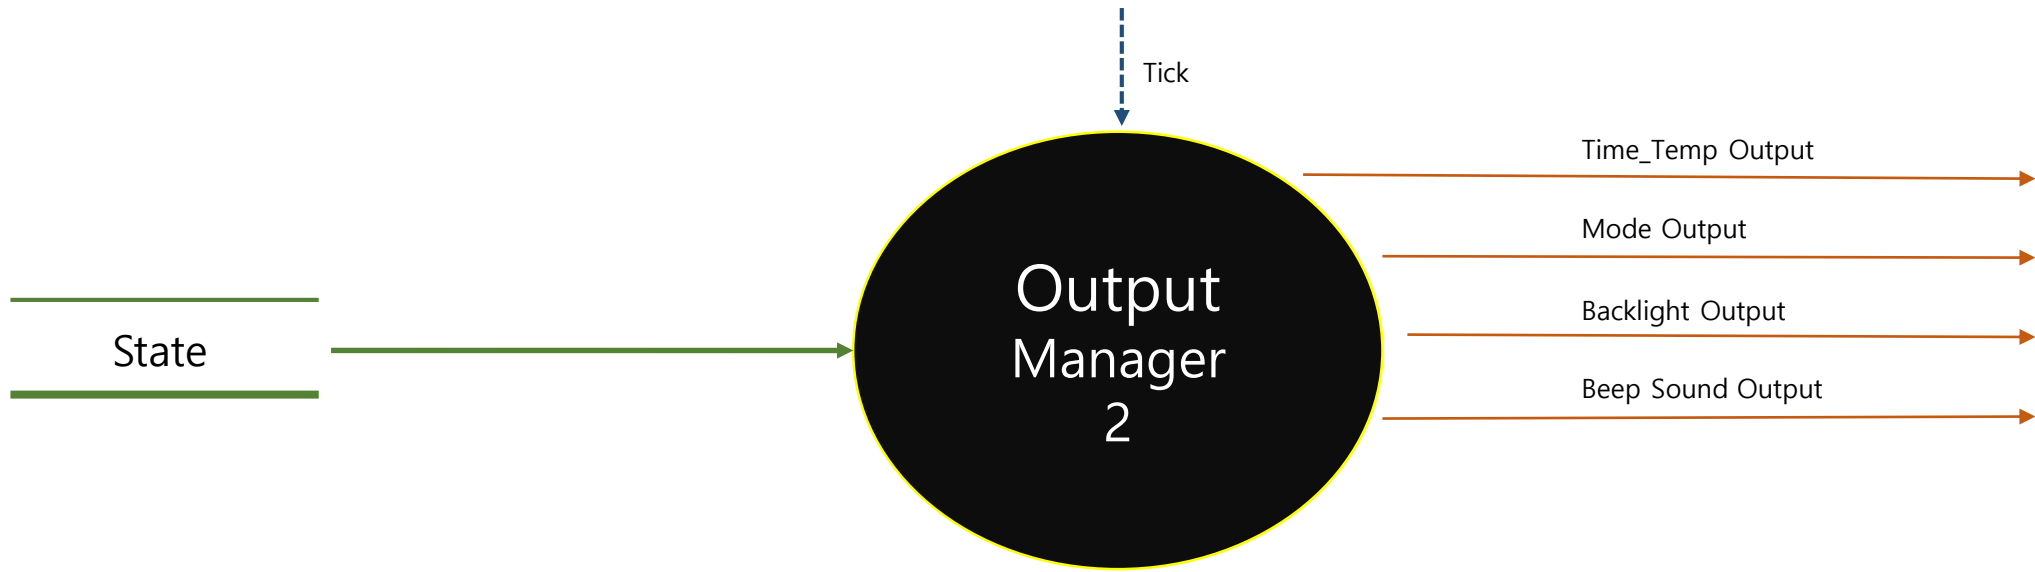 Tick
Time_Temp Output
Mode Output
Backlight Output
Beep Sound Output
State
Output
Manager
2